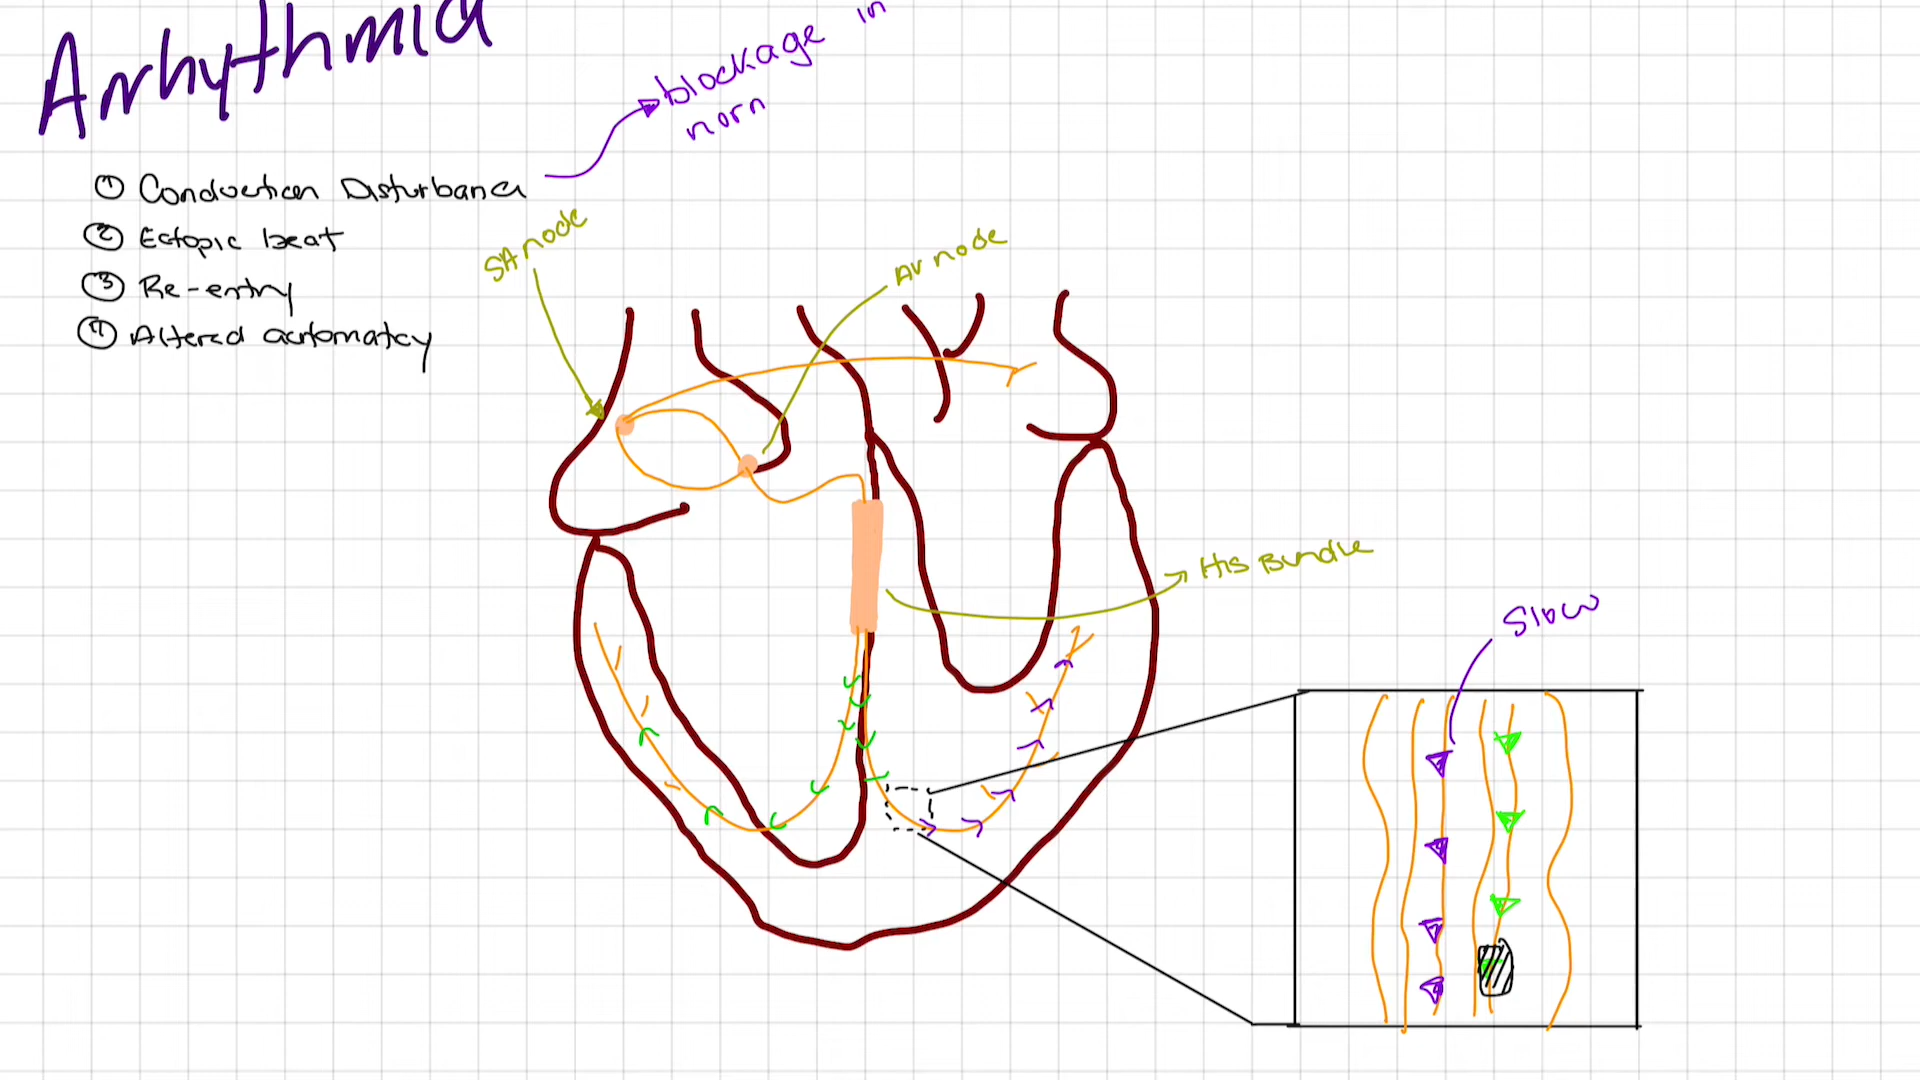 Arrhythmia
blockage in
norm
① Conduction Disturbance
② Ectopic beat
③ Re-entry
④ Altered automatcy
SA node
AV node
His Bundle
Slow